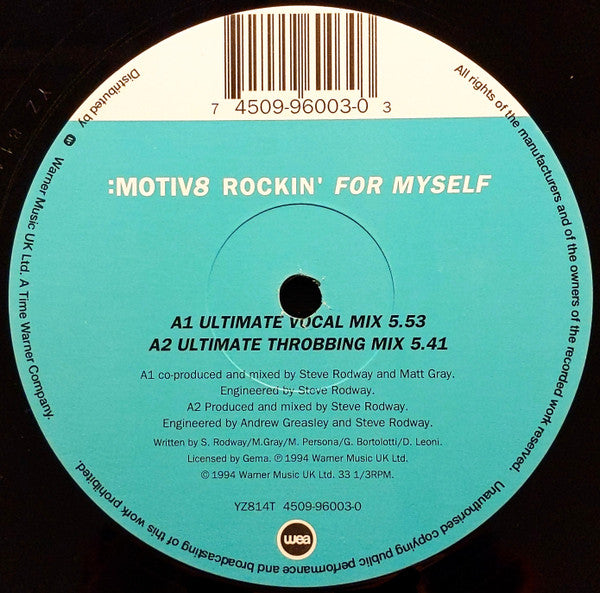 7 4509-96003-0 3
:MOTIV8 ROCKIN' FOR MYSELF
A1 ULTIMATE VOCAL MIX 5.53
A2 ULTIMATE THROBBING MIX 5.41
A1 co-produced and mixed by Steve Rodway and Matt Gray.
Engineered by Steve Rodway.
A2 Produced and mixed by Steve Rodway.
Engineered by Andrew Greasley and Steve Rodway.
Written by S. Rodway/M.Gray/M. Persona/G. Bortolotti/D. Leoni.
Licensed by Gema. ℗ 1994 Warner Music UK Ltd.
© 1994 Warner Music UK Ltd. 33 1/3RPM.
YZ814T 4509-96003-0
wea
All rights of the manufacturers and of the owners of the recorded work reserved. Unauthorised copying public performance and broadcasting of this work prohibited.
Distributed by Warner Music UK Ltd. A Time Warner Company.